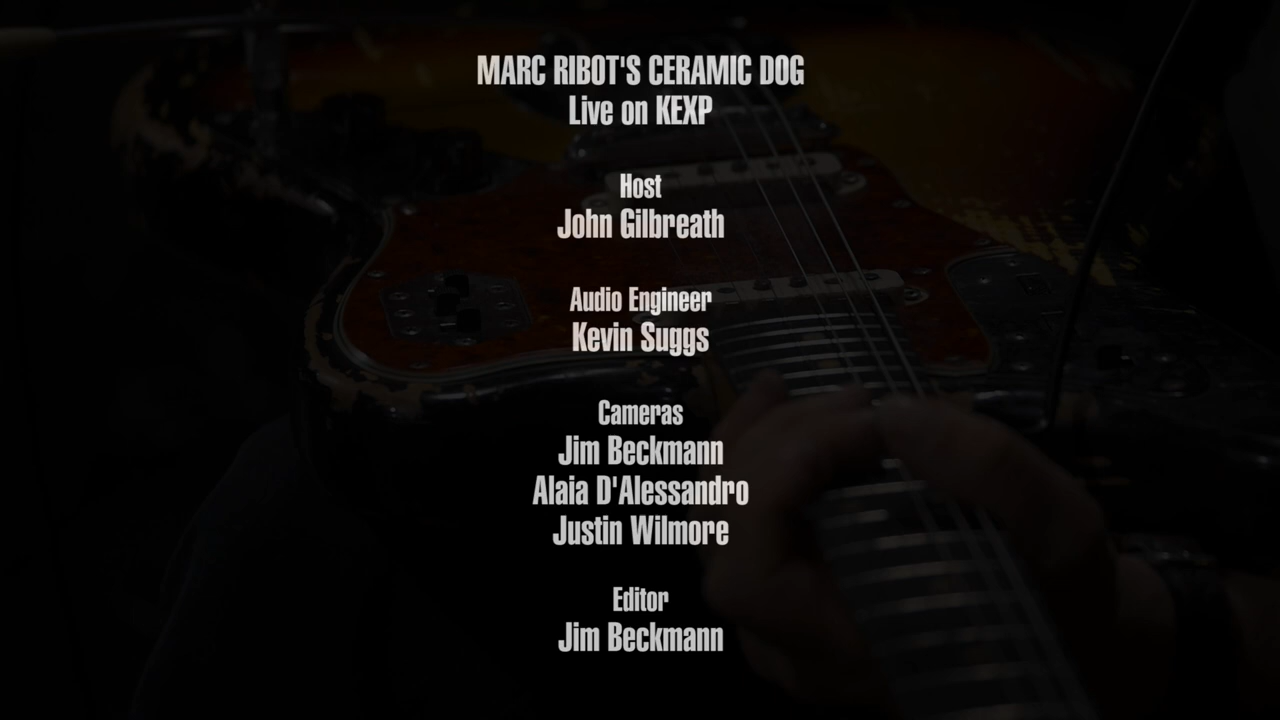 MARC RIBOT'S CERAMIC DOG
Live on KEXP
Host
John Gilbreath
Audio Engineer
Kevin Suggs
Cameras
Jim Beckmann
Alaia D'Alessandro
Justin Wilmore
Editor
Jim Beckmann